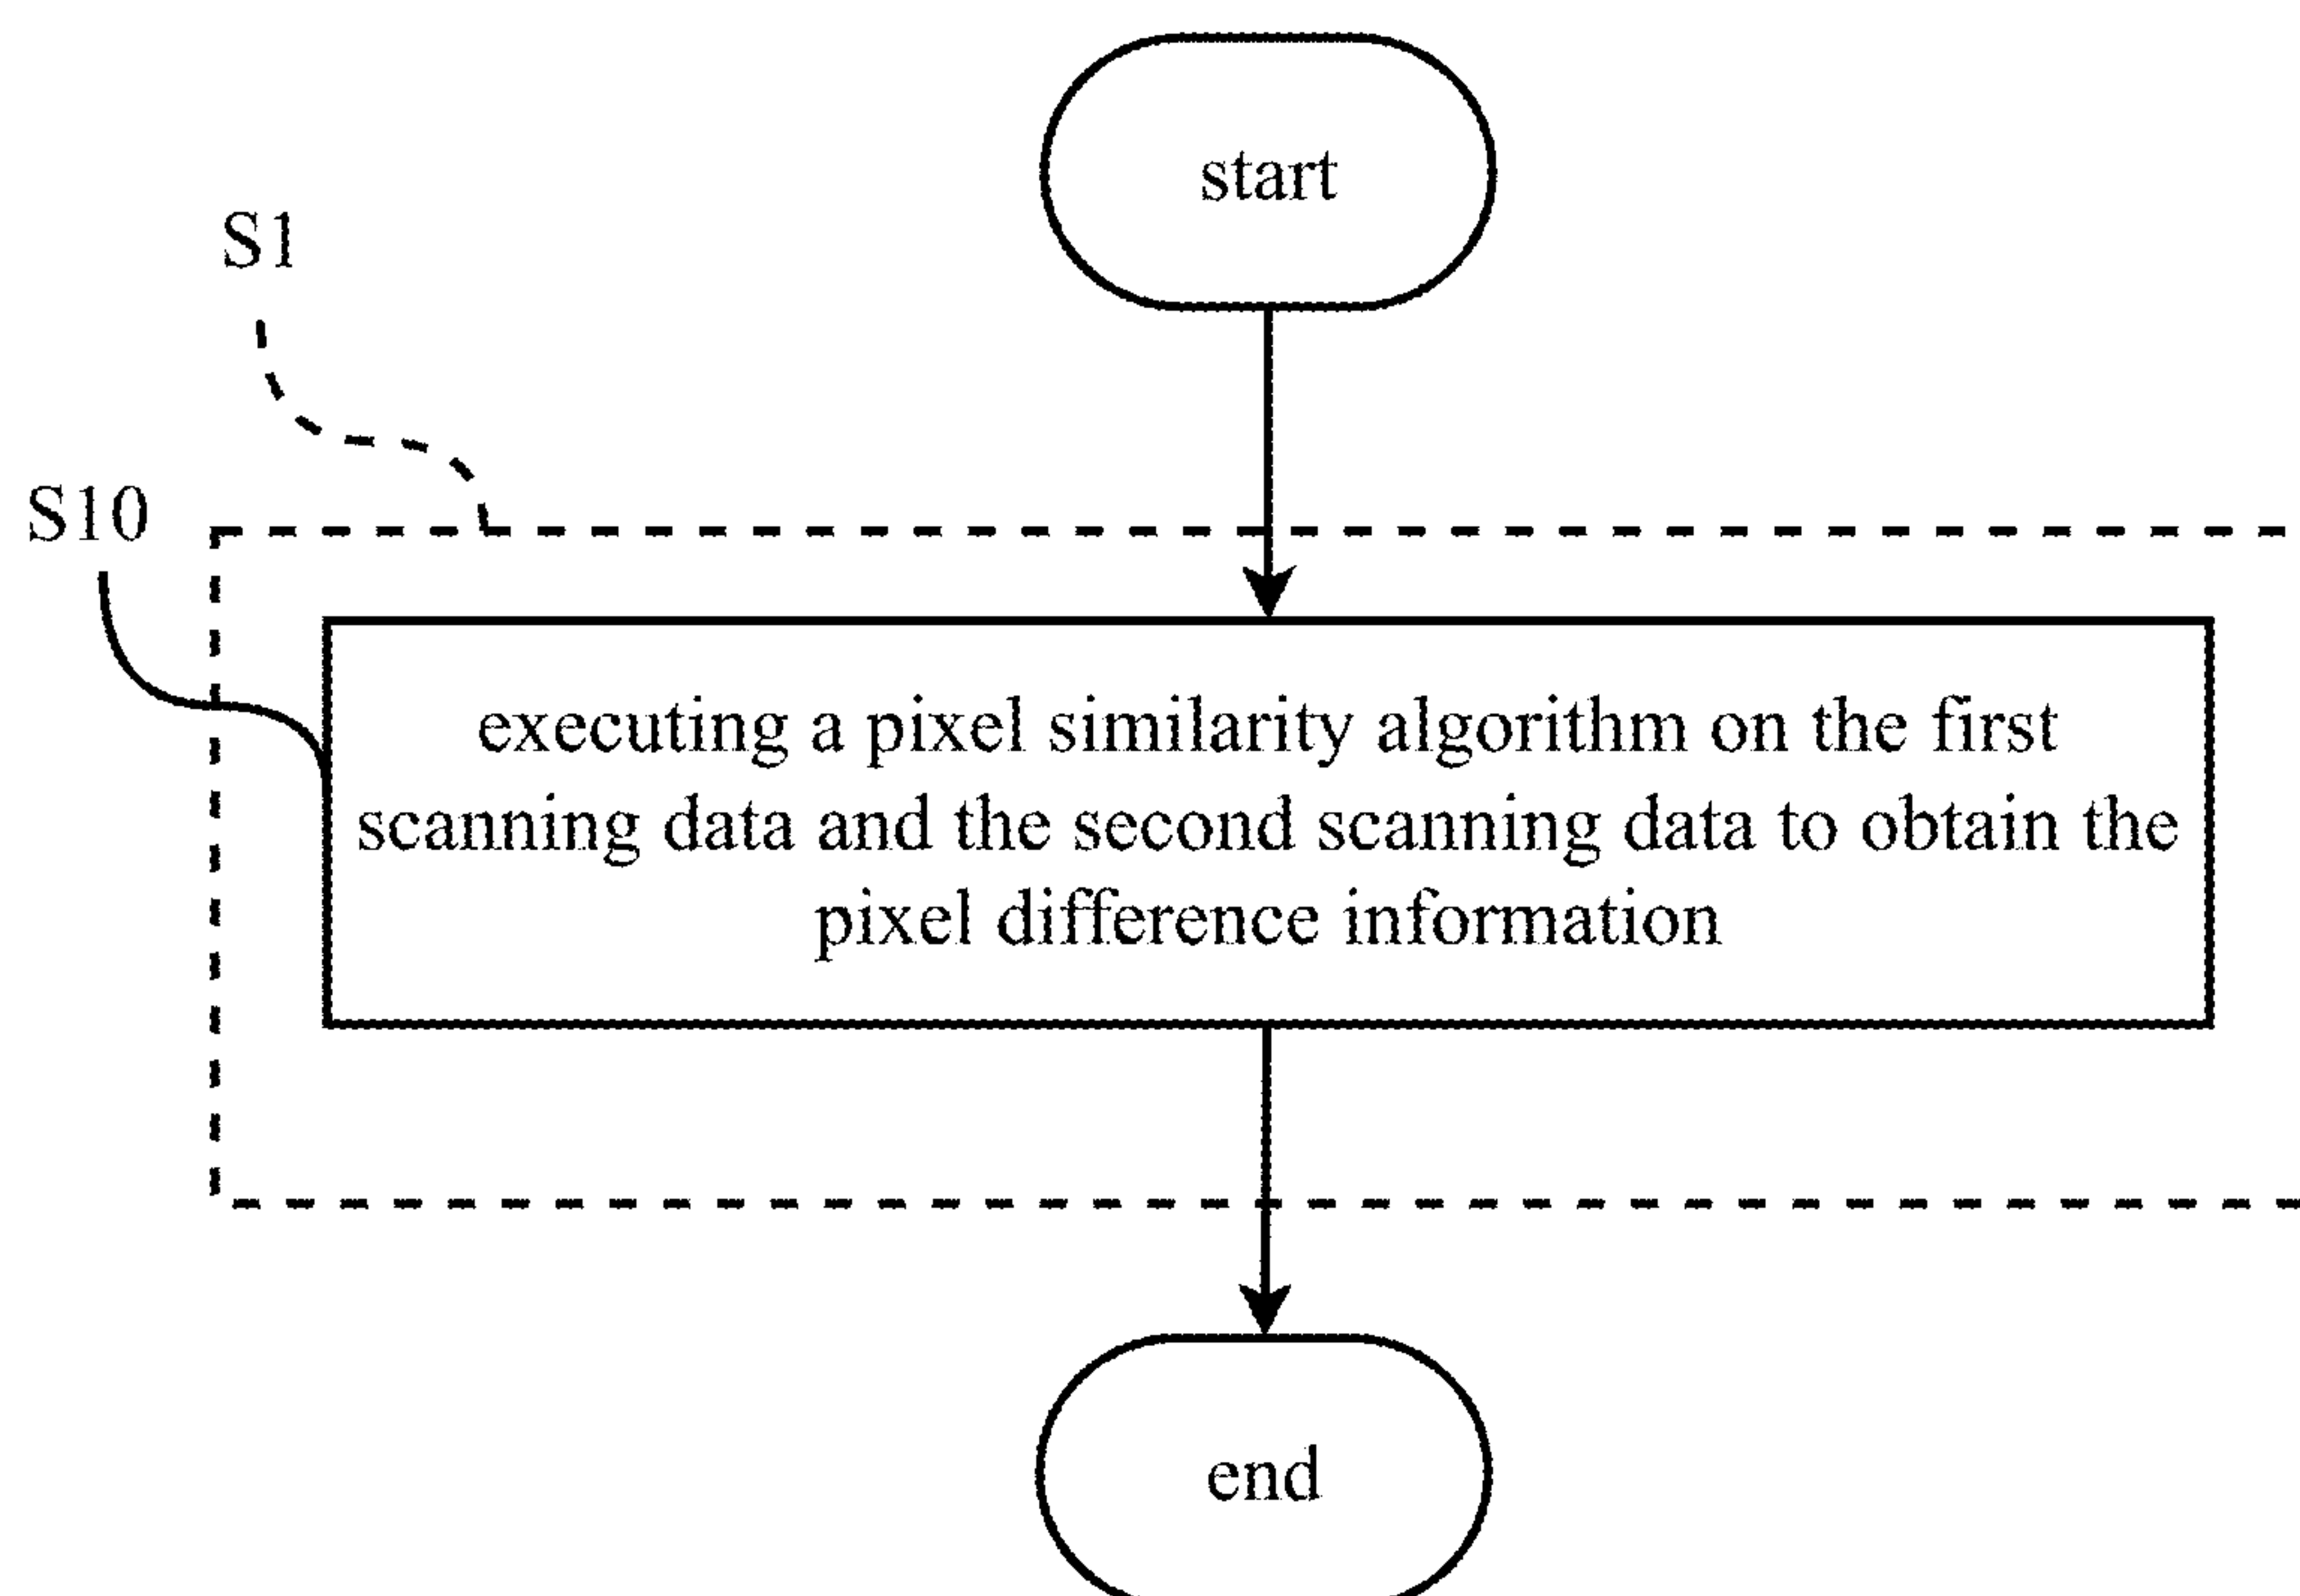 start
S1
S10
executing a pixel similarity algorithm on the first
scanning data and the second scanning data to obtain the
pixel difference information
end